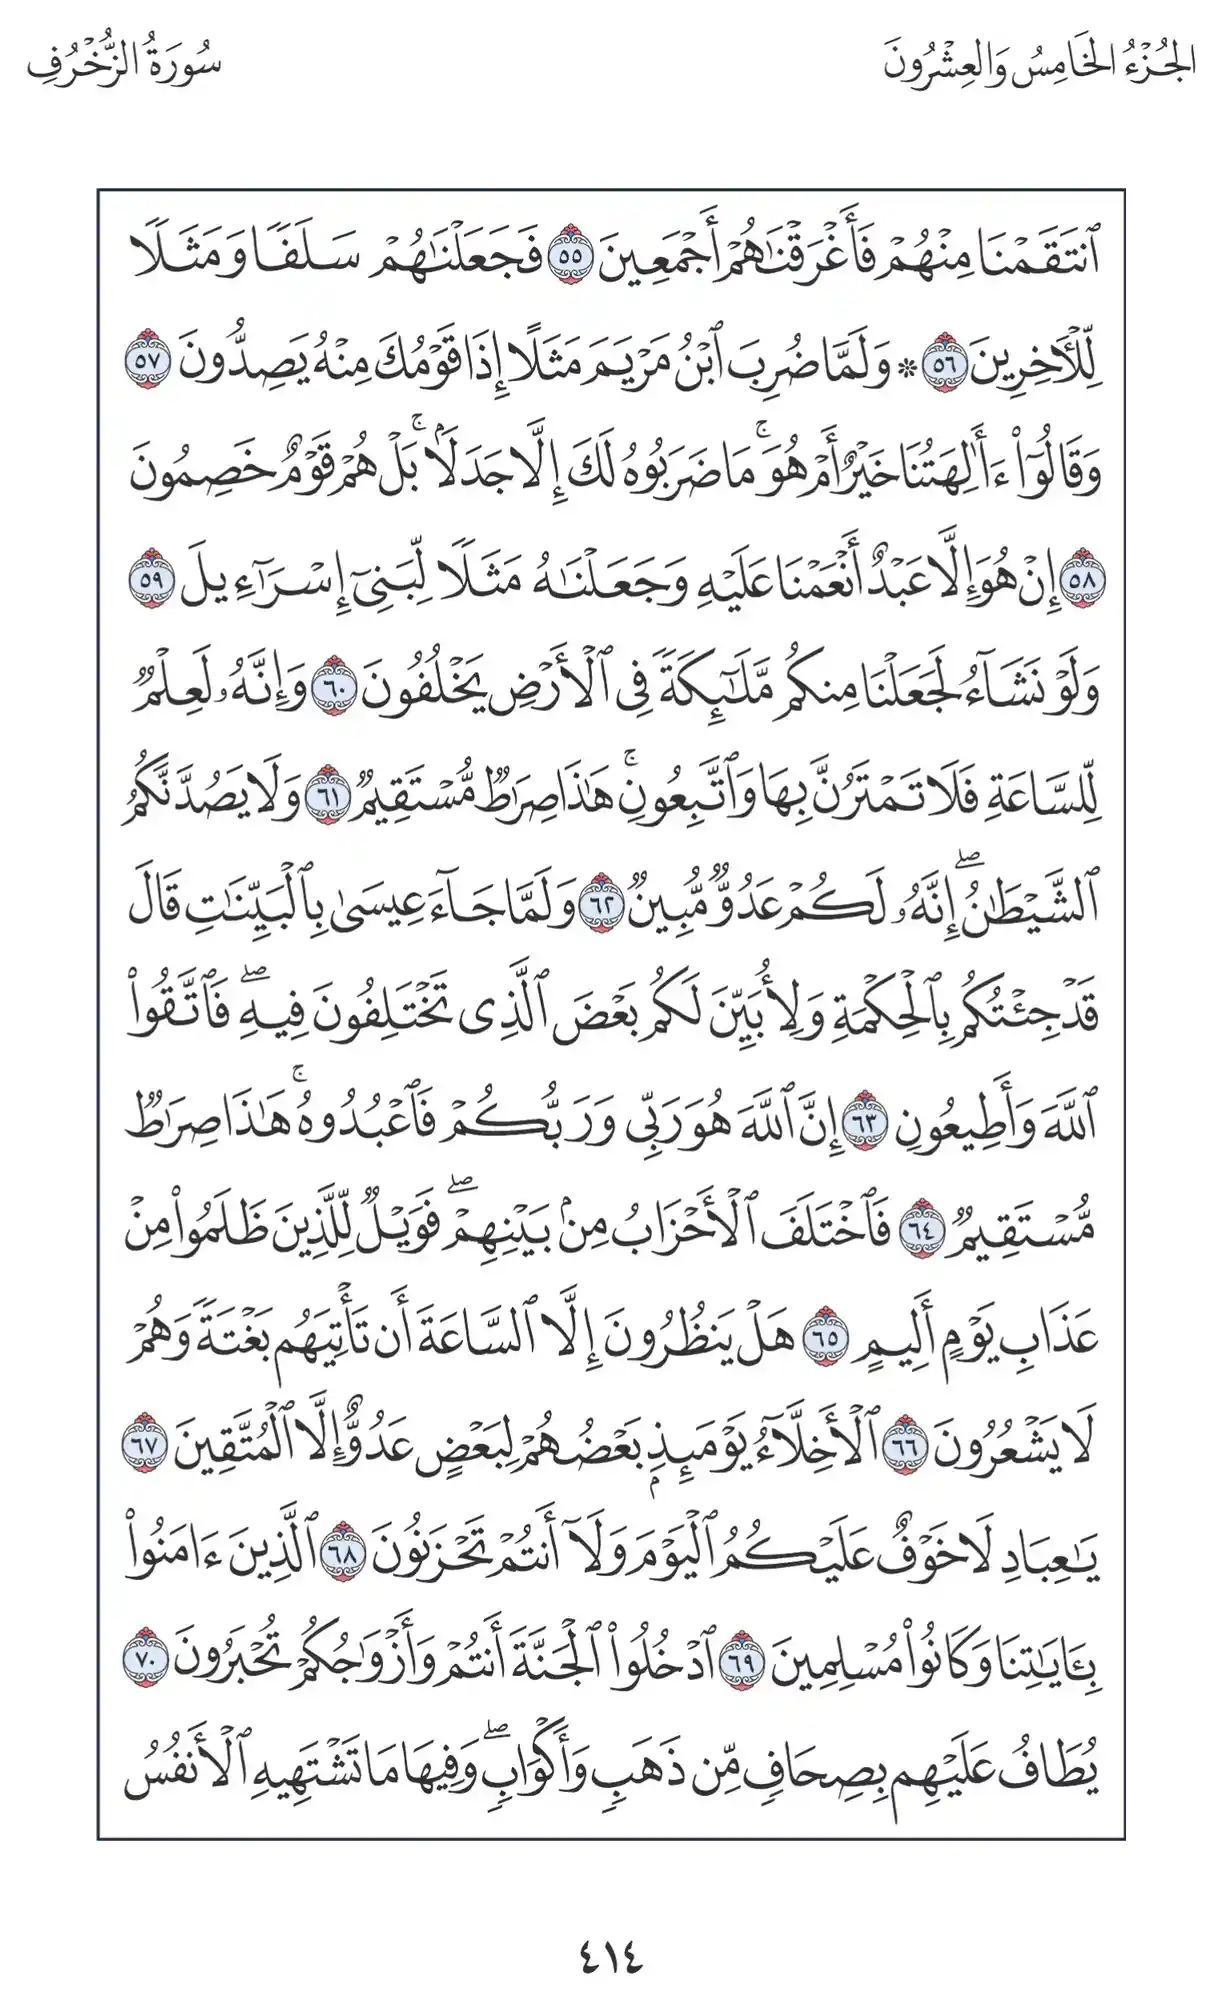 الجُزْءُ الخَامِسُ وَالعِشْرُونَ
سُورَةُ الزُّخْرُفِ
ٱنتَقَمْنَا مِنْهُمْ فَأَغْرَقْنَٰهُمْ أَجْمَعِينَ ٥٥ فَجَعَلْنَٰهُمْ سَلَفًا وَمَثَلًا
لِّلْءَاخِرِينَ ٥٦ * وَلَمَّا ضُرِبَ ٱبْنُ مَرْيَمَ مَثَلًا إِذَا قَوْمُكَ مِنْهُ يَصِدُّونَ ٥٧
وَقَالُوٓا۟ ءَأَٰلِهَتُنَا خَيْرٌ أَمْ هُوَ ۚ مَا ضَرَبُوهُ لَكَ إِلَّا جَدَلًۢا ۚ بَلْ هُمْ قَوْمٌ خَصِمُونَ
٥٨ إِنْ هُوَ إِلَّا عَبْدٌ أَنْعَمْنَا عَلَيْهِ وَجَعَلْنَٰهُ مَثَلًا لِّبَنِىٓ إِسْرَٰٓءِيلَ ٥٩
وَلَوْ نَشَآءُ لَجَعَلْنَا مِنكُم مَّلَٰٓئِكَةً فِى ٱلْأَرْضِ يَخْلُفُونَ ٦٠ وَإِنَّهُۥ لَعِلْمٌ
لِّلسَّاعَةِ فَلَا تَمْتَرُنَّ بِهَا وَٱتَّبِعُونِ ۚ هَٰذَا صِرَٰطٌ مُّسْتَقِيمٌ ٦١ وَلَا يَصُدَّنَّكُمُ
ٱلشَّيْطَٰنُ ۖ إِنَّهُۥ لَكُمْ عَدُوٌّ مُّبِينٌ ٦٢ وَلَمَّا جَآءَ عِيسَىٰ بِٱلْبَيِّنَٰتِ قَالَ
قَدْ جِئْتُكُم بِٱلْحِكْمَةِ وَلِأُبَيِّنَ لَكُم بَعْضَ ٱلَّذِى تَخْتَلِفُونَ فِيهِ ۖ فَٱتَّقُوا۟
ٱللَّهَ وَأَطِيعُونِ ٦٣ إِنَّ ٱللَّهَ هُوَ رَبِّى وَرَبُّكُمْ فَٱعْبُدُوهُ ۚ هَٰذَا صِرَٰطٌ
مُّسْتَقِيمٌ ٦٤ فَٱخْتَلَفَ ٱلْأَحْزَابُ مِنۢ بَيْنِهِمْ ۖ فَوَيْلٌ لِّلَّذِينَ ظَلَمُوا۟ مِنْ
عَذَابِ يَوْمٍ أَلِيمٍ ٦٥ هَلْ يَنظُرُونَ إِلَّا ٱلسَّاعَةَ أَن تَأْتِيَهُم بَغْتَةً وَهُمْ
لَا يَشْعُرُونَ ٦٦ ٱلْأَخِلَّآءُ يَوْمَئِذٍۭ بَعْضُهُمْ لِبَعْضٍ عَدُوٌّ إِلَّا ٱلْمُتَّقِينَ ٦٧
يَٰعِبَادِ لَا خَوْفٌ عَلَيْكُمُ ٱلْيَوْمَ وَلَآ أَنتُمْ تَحْزَنُونَ ٦٨ ٱلَّذِينَ ءَامَنُوا۟
بِـَٔايَٰتِنَا وَكَانُوا۟ مُسْلِمِينَ ٦٩ ٱدْخُلُوا۟ ٱلْجَنَّةَ أَنتُمْ وَأَزْوَٰجُكُمْ تُحْبَرُونَ ٧٠
يُطَافُ عَلَيْهِم بِصِحَافٍ مِّن ذَهَبٍ وَأَكْوَابٍ ۖ وَفِيهَا مَا تَشْتَهِيهِ ٱلْأَنفُسُ
٤١٤